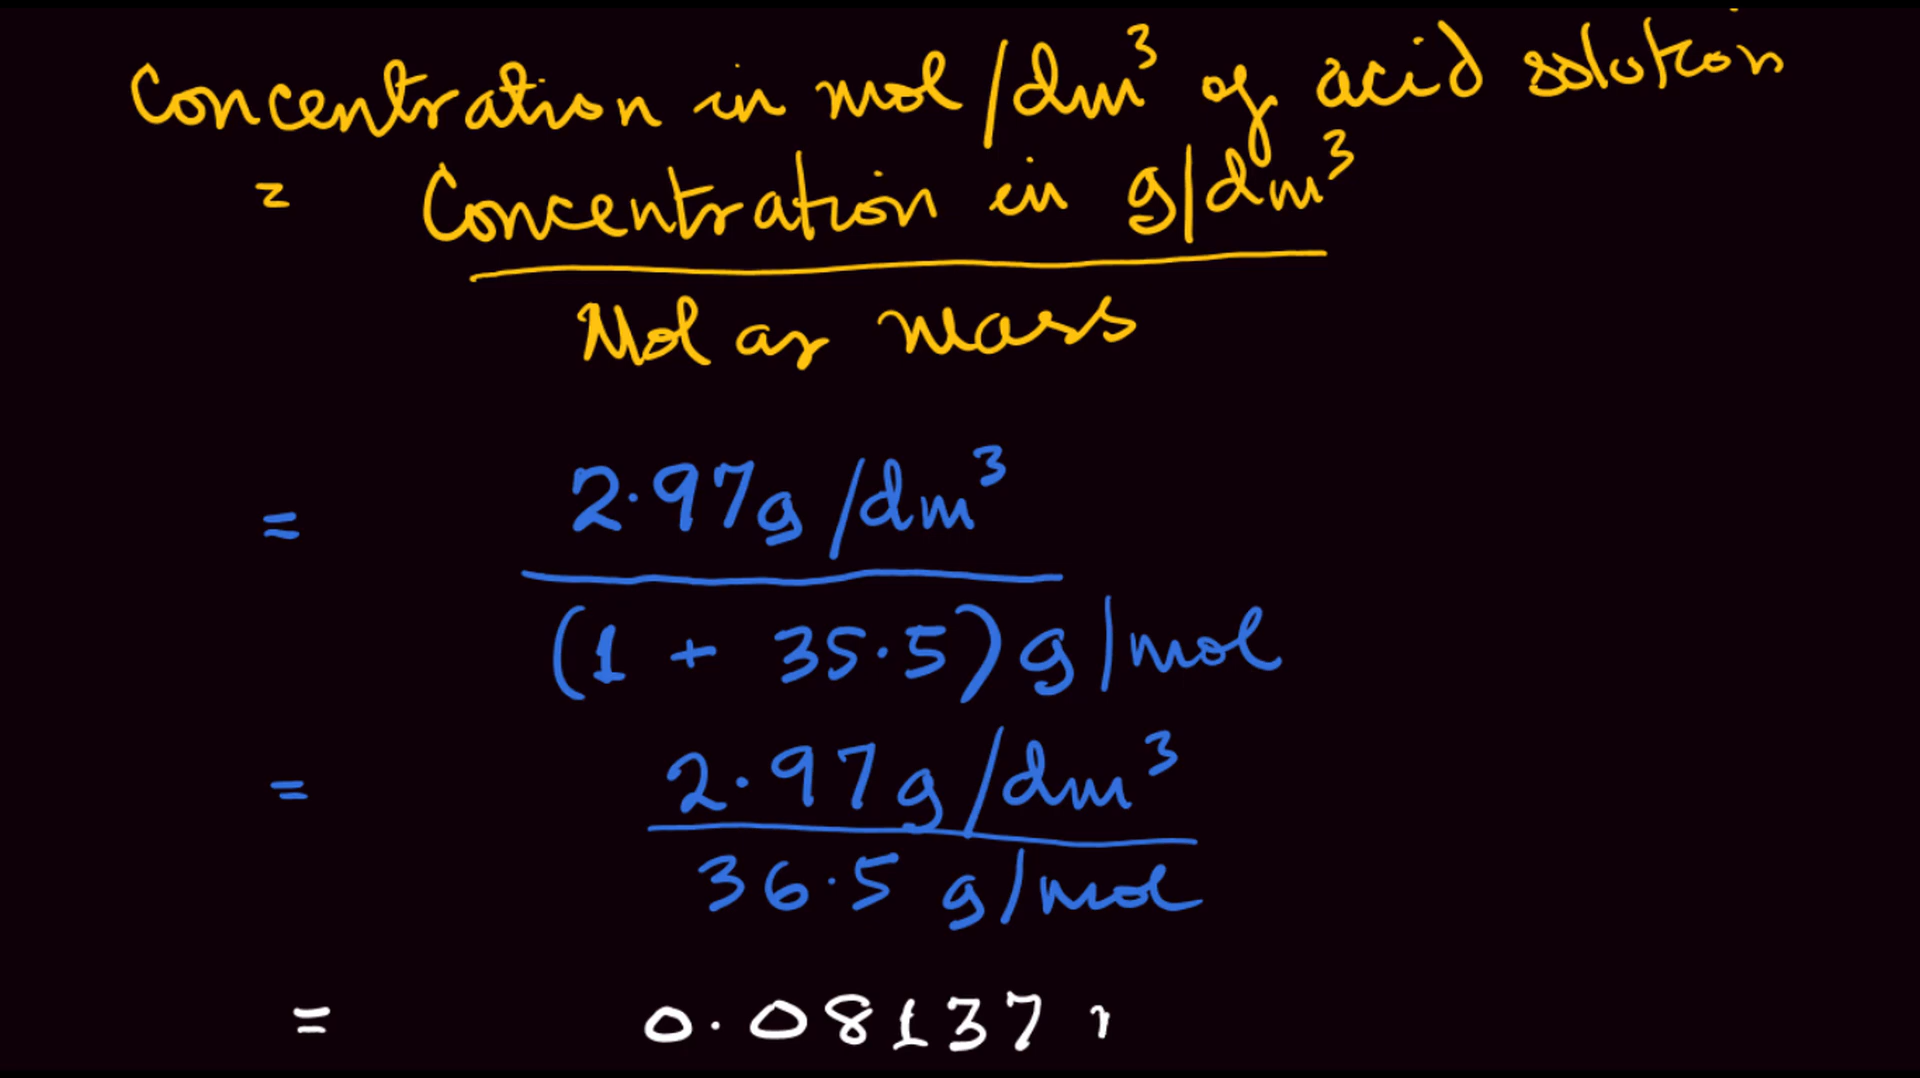 Concentration in mol/dm³ of acid solution
= Concentration in g/dm³
Molar mass
= 2.97g/dm³
(1 + 35.5) g/mol
= 2.97g/dm³
36.5 g/mol
= 0.08137